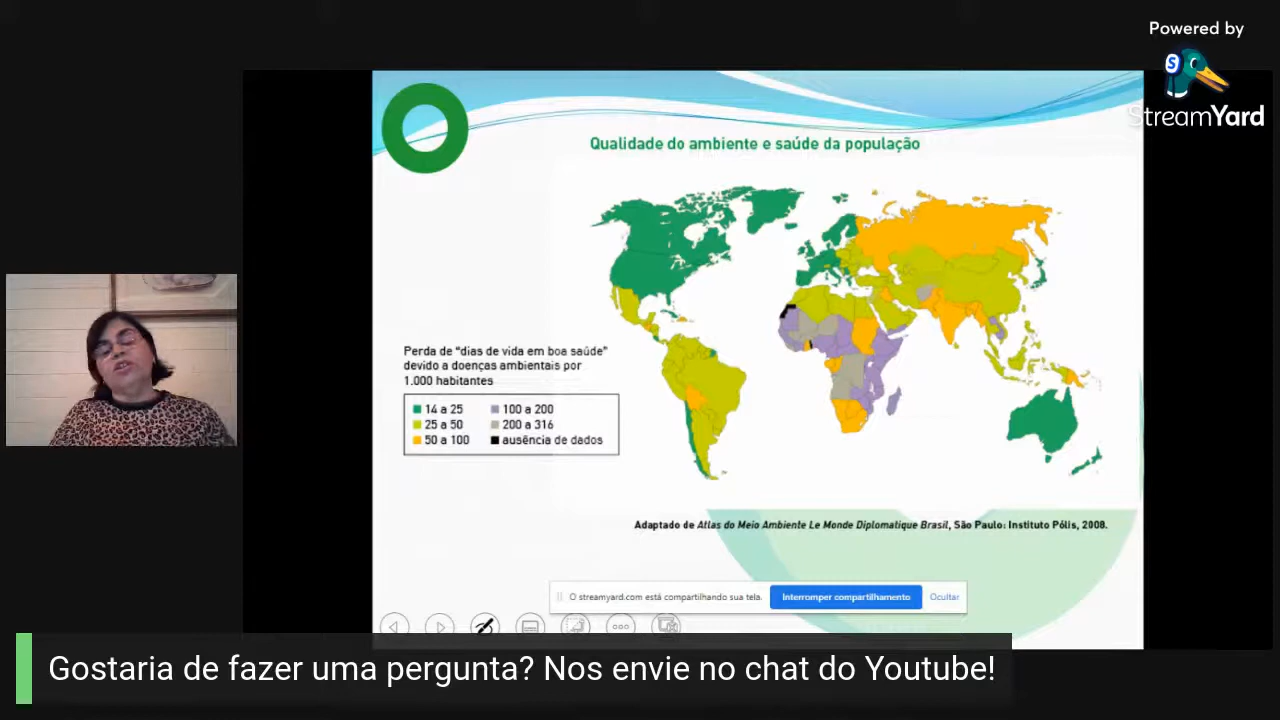 Powered by
S
StreamYard
Qualidade do ambiente e saúde da população
Perda de “dias de vida em boa saúde”
devido a doenças ambientais por
1.000 habitantes
14 a 25
100 a 200
25 a 50
200 a 316
50 a 100
ausência de dados
Adaptado de Atlas do Meio Ambiente Le Monde Diplomatique Brasil, São Paulo: Instituto Pólis, 2008.
O streamyard.com está compartilhando sua tela.
Interromper compartilhamento
Ocultar
Gostaria de fazer uma pergunta? Nos envie no chat do Youtube!